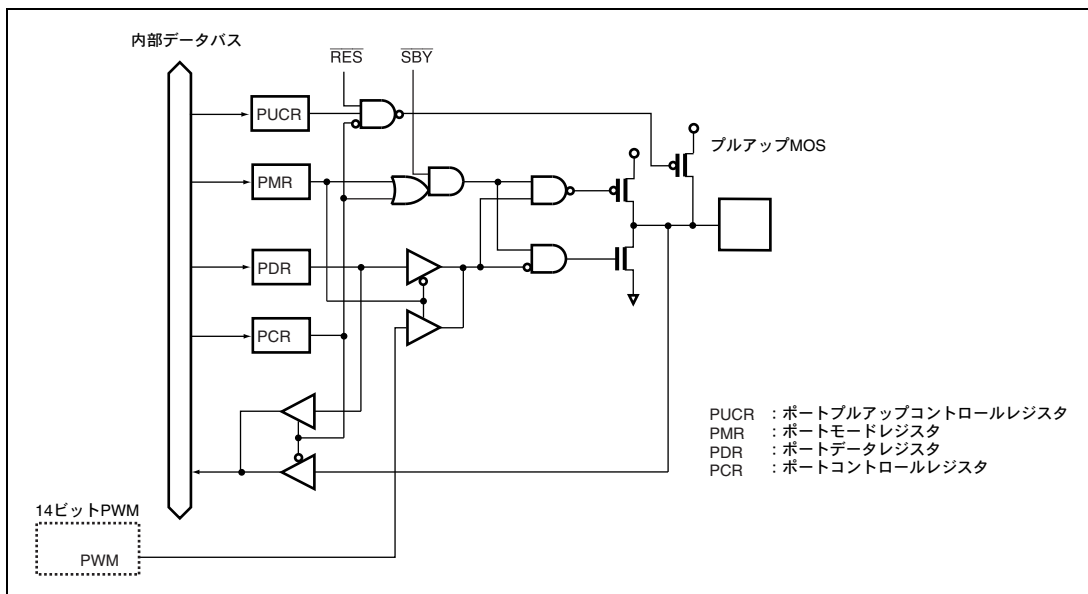 内部データバス
RES
SBY
PUCR
プルアップMOS
PMR
PDR
PCR
PUCR :ポートプルアップコントロールレジスタ
PMR :ポートモードレジスタ
PDR :ポートデータレジスタ
PCR :ポートコントロールレジスタ
14ビットPWM
PWM